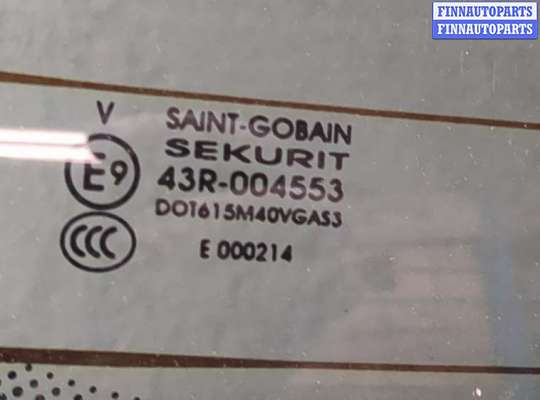 FINNAUTOPARTS
FINNAUTOPARTS
V
SAINT-GOBAIN
SEKURIT
E9
43R-004553
DOT615M40VGAS3
CCC
E 000214